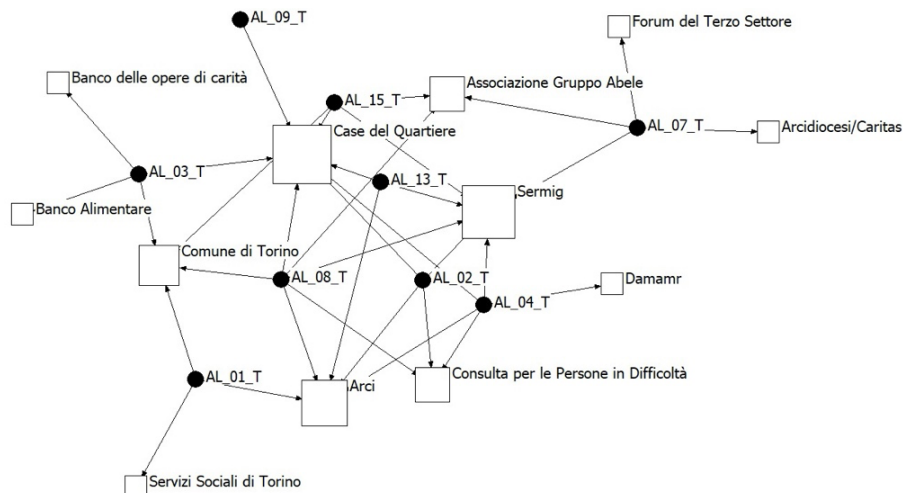 AL_09_T
Forum del Terzo Settore
Banco delle opere di carità
Associazione Gruppo Abele
AL_15_T
Case del Quartiere
AL_07_T
Arcidiocesi/Caritas
AL_03_T
AL_13_T
Sermig
Banco Alimentare
Comune di Torino
AL_08_T
AL_02_T
Damamr
AL_04_T
AL_01_T
Arci
Consulta per le Persone in Difficoltà
Servizi Sociali di Torino